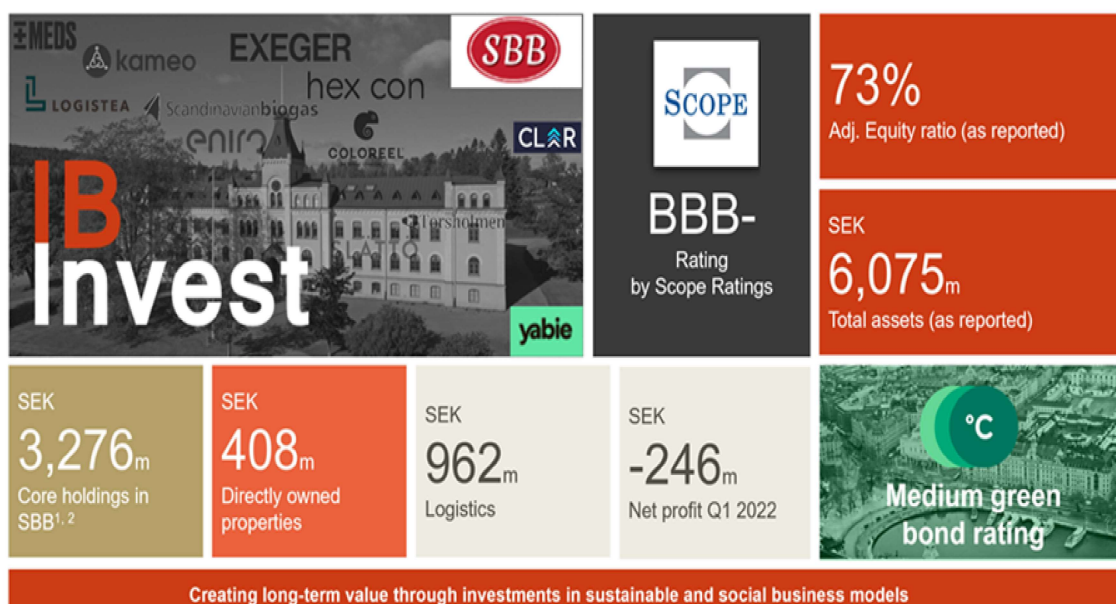 MEDS
kameo
EXEGER
SBB
hex con
LOGISTEA
Scandinavianbiogas
eniro
COLOREEL
CLAR
Torsholmen
SLÄTTÖ
IB
Invest
yabie
SCOPE
BBB-
Rating
by Scope Ratings
73%
Adj. Equity ratio (as reported)
SEK
6,075m
Total assets (as reported)
SEK
3,276m
Core holdings in
SBB1, 2
SEK
408m
Directly owned
properties
SEK
962m
Logistics
SEK
-246m
Net profit Q1 2022
°C
Medium green
bond rating
Creating long-term value through investments in sustainable and social business models